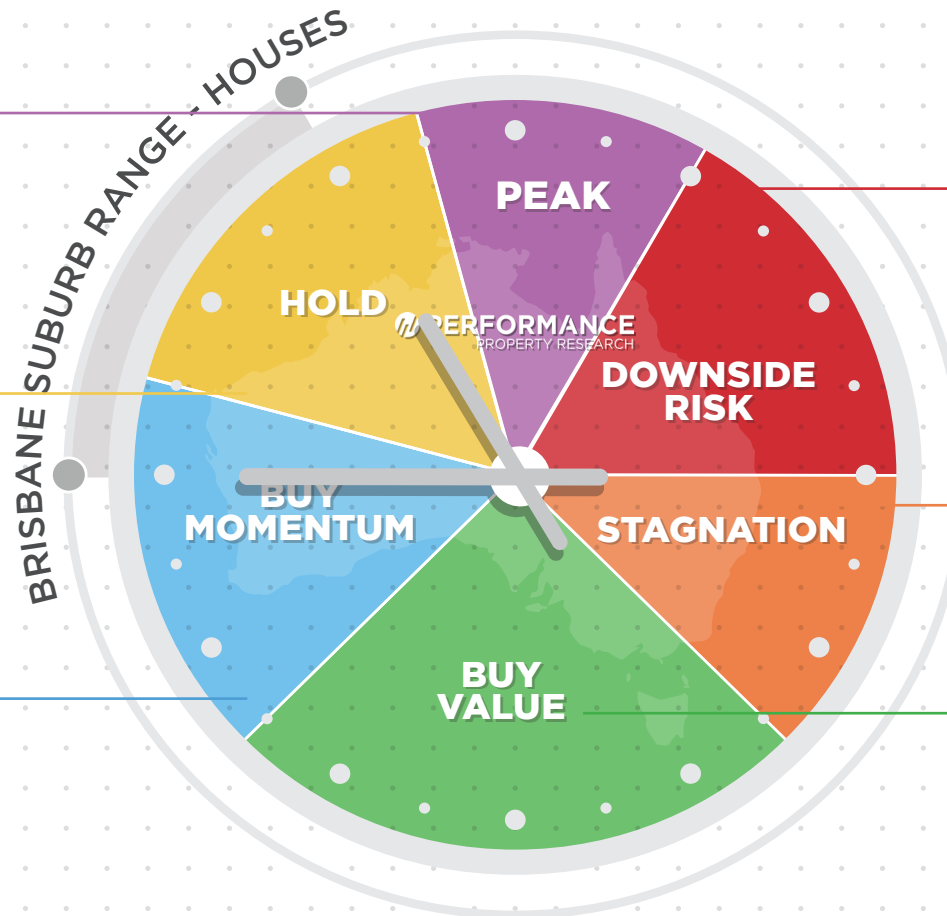 BRISBANE SUBURB RANGE - HOUSES
PEAK
HOLD
PERFORMANCE
PROPERTY RESEARCH
DOWNSIDE
RISK
BUY
MOMENTUM
STAGNATION
BUY
VALUE